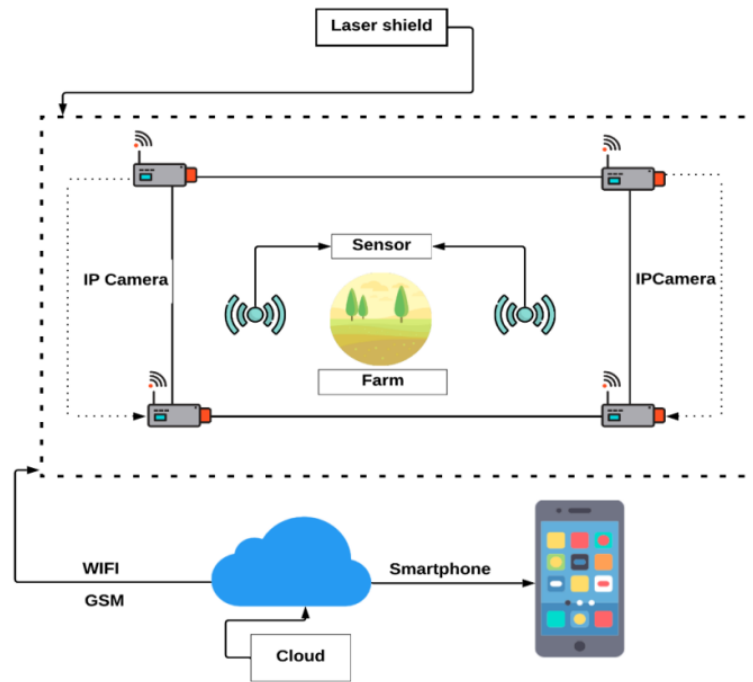 Laser shield
Sensor
IP Camera
IPCamera
Farm
WIFI
GSM
Smartphone
Cloud